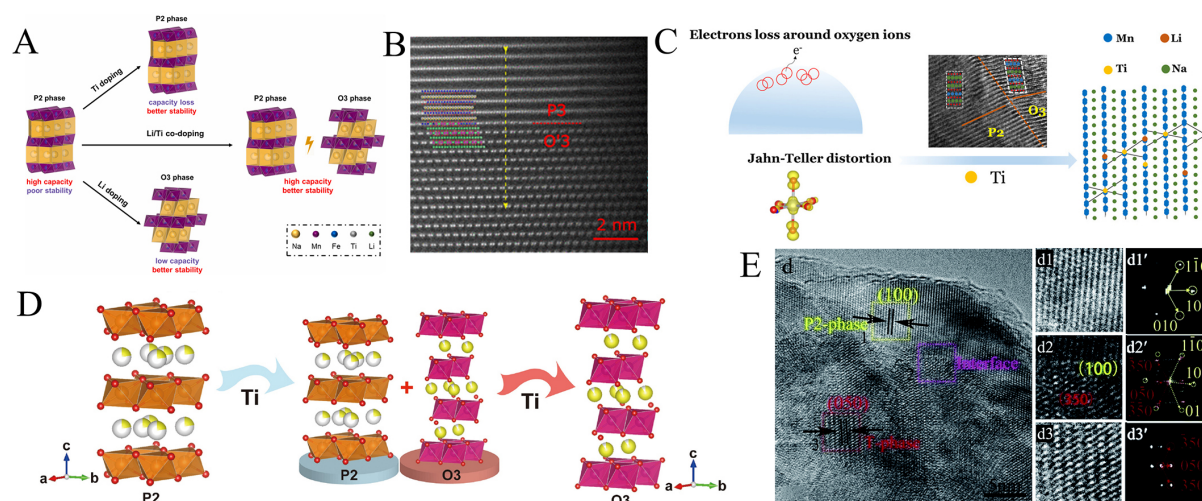 A
P2 phase
Ti doping
capacity loss
better stability
P2 phase
Li/Ti co-doping
P2 phase
O3 phase
high capacity
poor stability
high capacity
better stability
Li doping
O3 phase
low capacity
better stability
Na Mn Fe Ti Li
B
P3
O'3
2 nm
C
Electrons loss around oxygen ions
e-
P2
O3
Jahn-Teller distortion
Ti
Mn Li
Ti Na
D
P2
Ti
P2
+
O3
Ti
O3
c
a b
c
a b
E
d
(100)
P2-phase
Interface
(050)
T-phase
d1
d1′
010
d2
(100)
d2′
d3
d3′